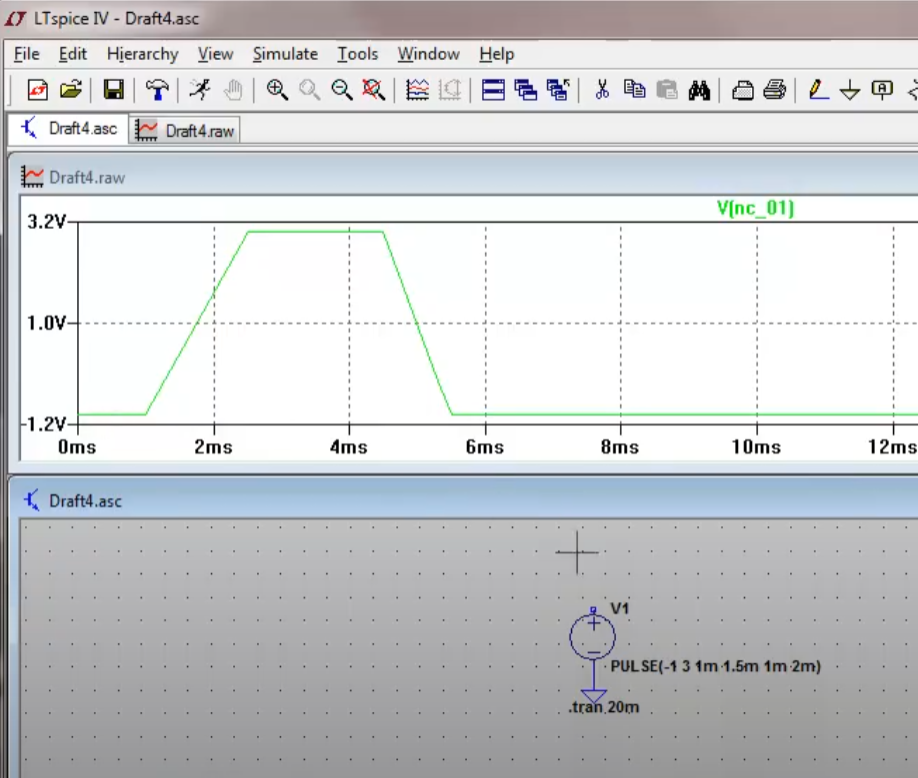 LTspice IV - Draft4.asc
File Edit Hierarchy View Simulate Tools Window Help
Draft4.asc Draft4.raw
Draft4.raw
V(nc_01)
3.2V
1.0V
-1.2V
0ms 2ms 4ms 6ms 8ms 10ms 12ms
Draft4.asc
V1
PULSE(-1 3 1m 1.5m 1m 2m)
.tran 20m